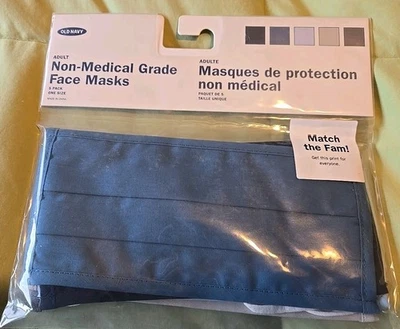 OLD NAVY
ADULT
Non-Medical Grade
Face Masks
5 PACK
ONE SIZE
ADULTE
Masques de protection
non médical
PAQUET DE 5
TAILLE UNIQUE
Match
the Fam!
Get this print for
everyone.